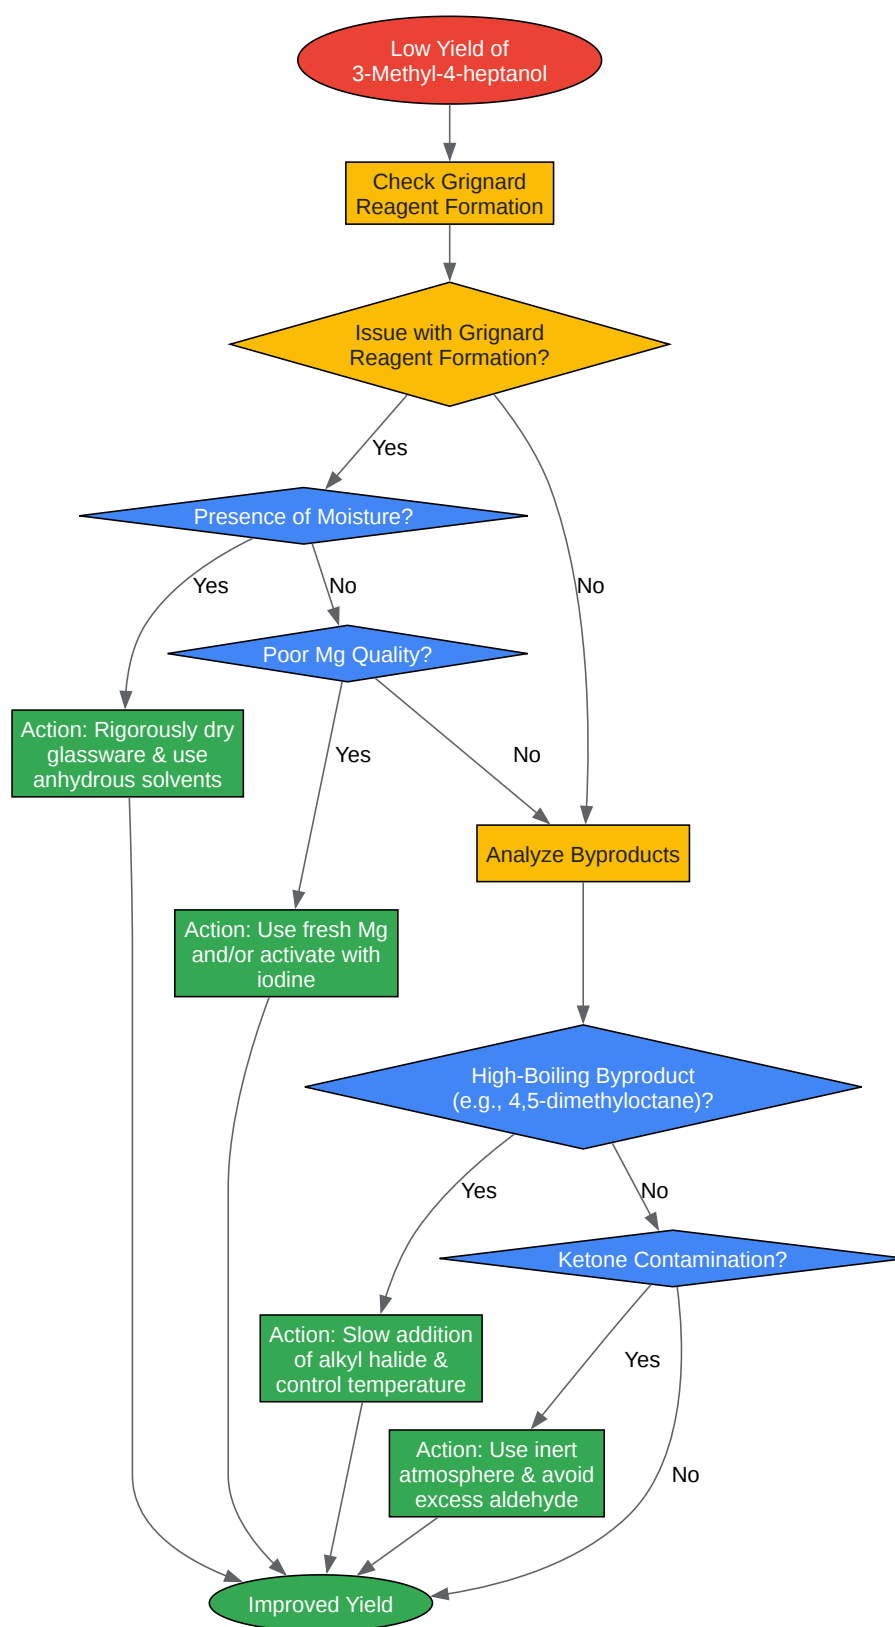 Low Yield of
3-Methyl-4-heptanol
Check Grignard
Reagent Formation
Issue with Grignard
Reagent Formation?
Yes
Presence of Moisture?
Yes
No
No
Poor Mg Quality?
Action: Rigorously dry
glassware & use
anhydrous solvents
Yes
No
Analyze Byproducts
Action: Use fresh Mg
and/or activate with
iodine
High-Boiling Byproduct
(e.g., 4,5-dimethyloctane)?
Yes
No
Ketone Contamination?
Action: Slow addition
of alkyl halide &
control temperature
Yes
Action: Use inert
atmosphere & avoid
excess aldehyde
No
Improved Yield